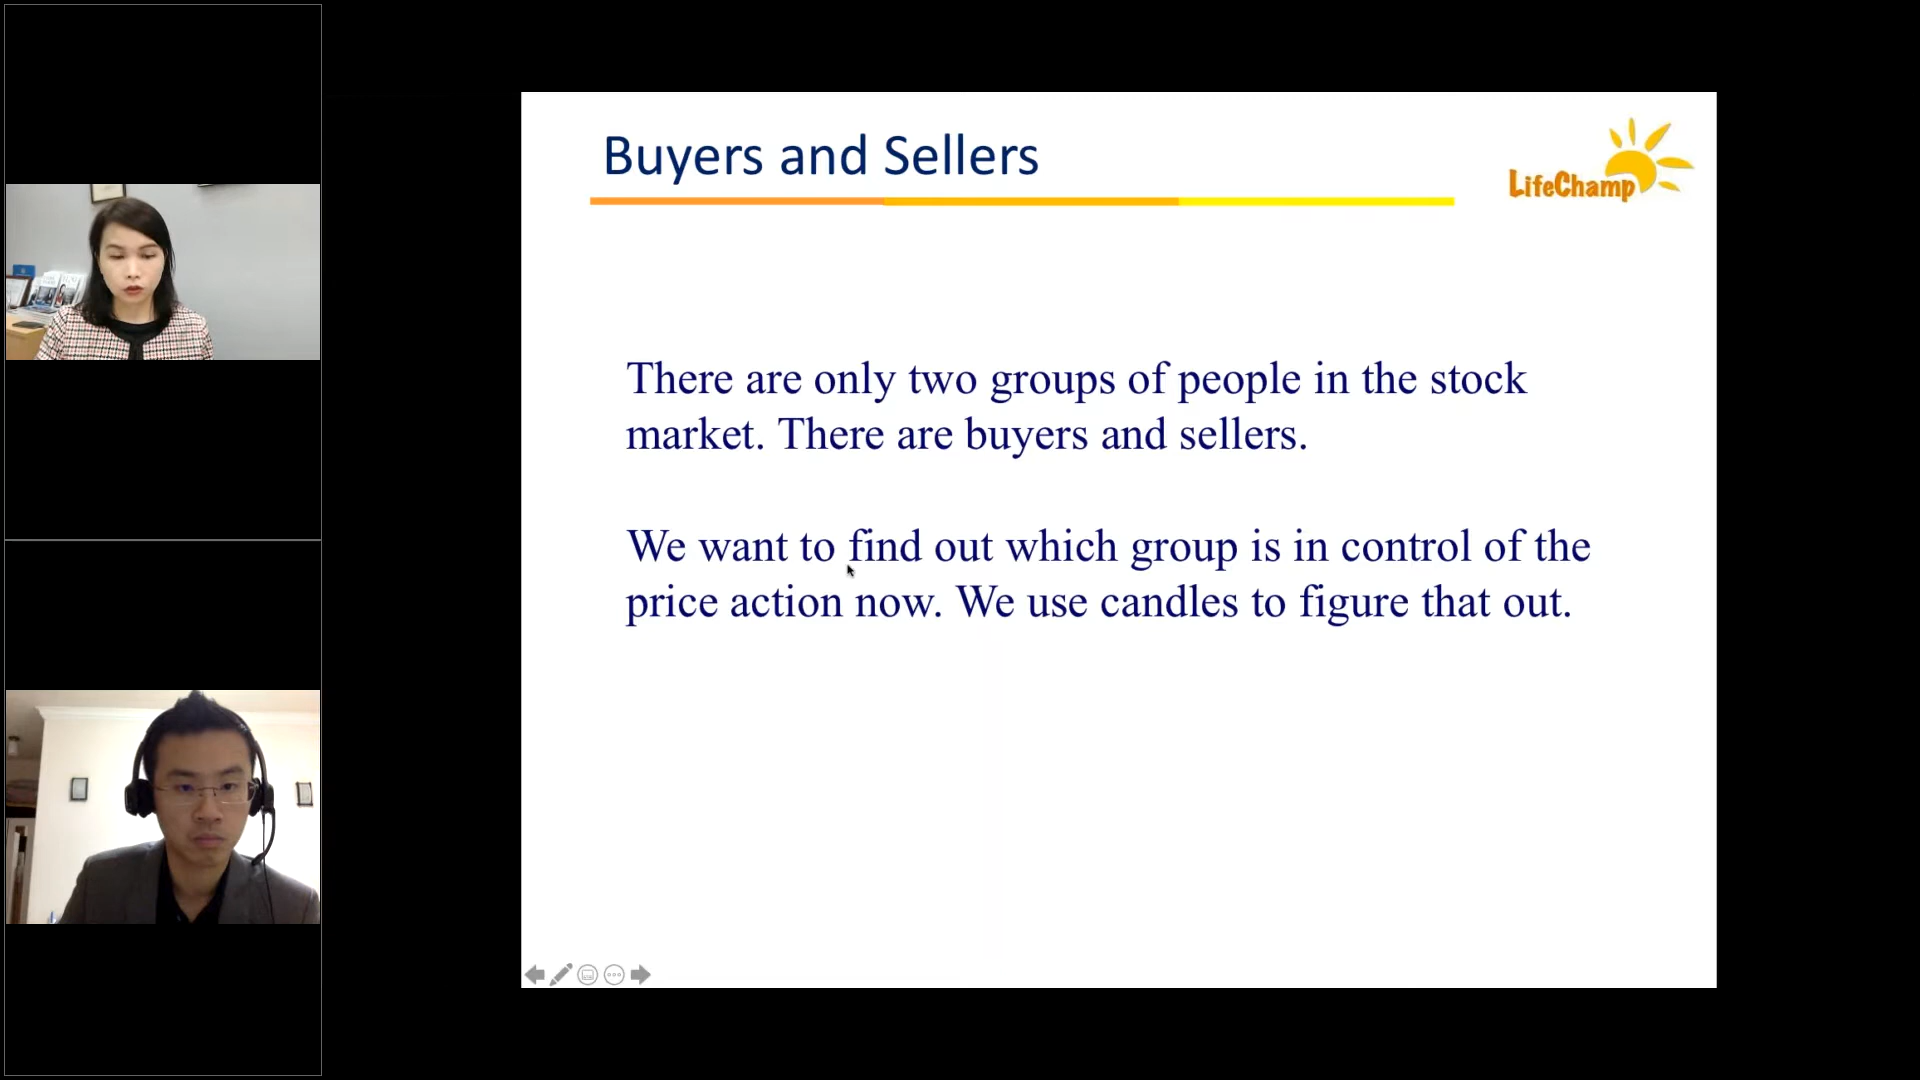 Buyers and Sellers
LifeChamp
There are only two groups of people in the stock
market. There are buyers and sellers.
We want to find out which group is in control of the
price action now. We use candles to figure that out.